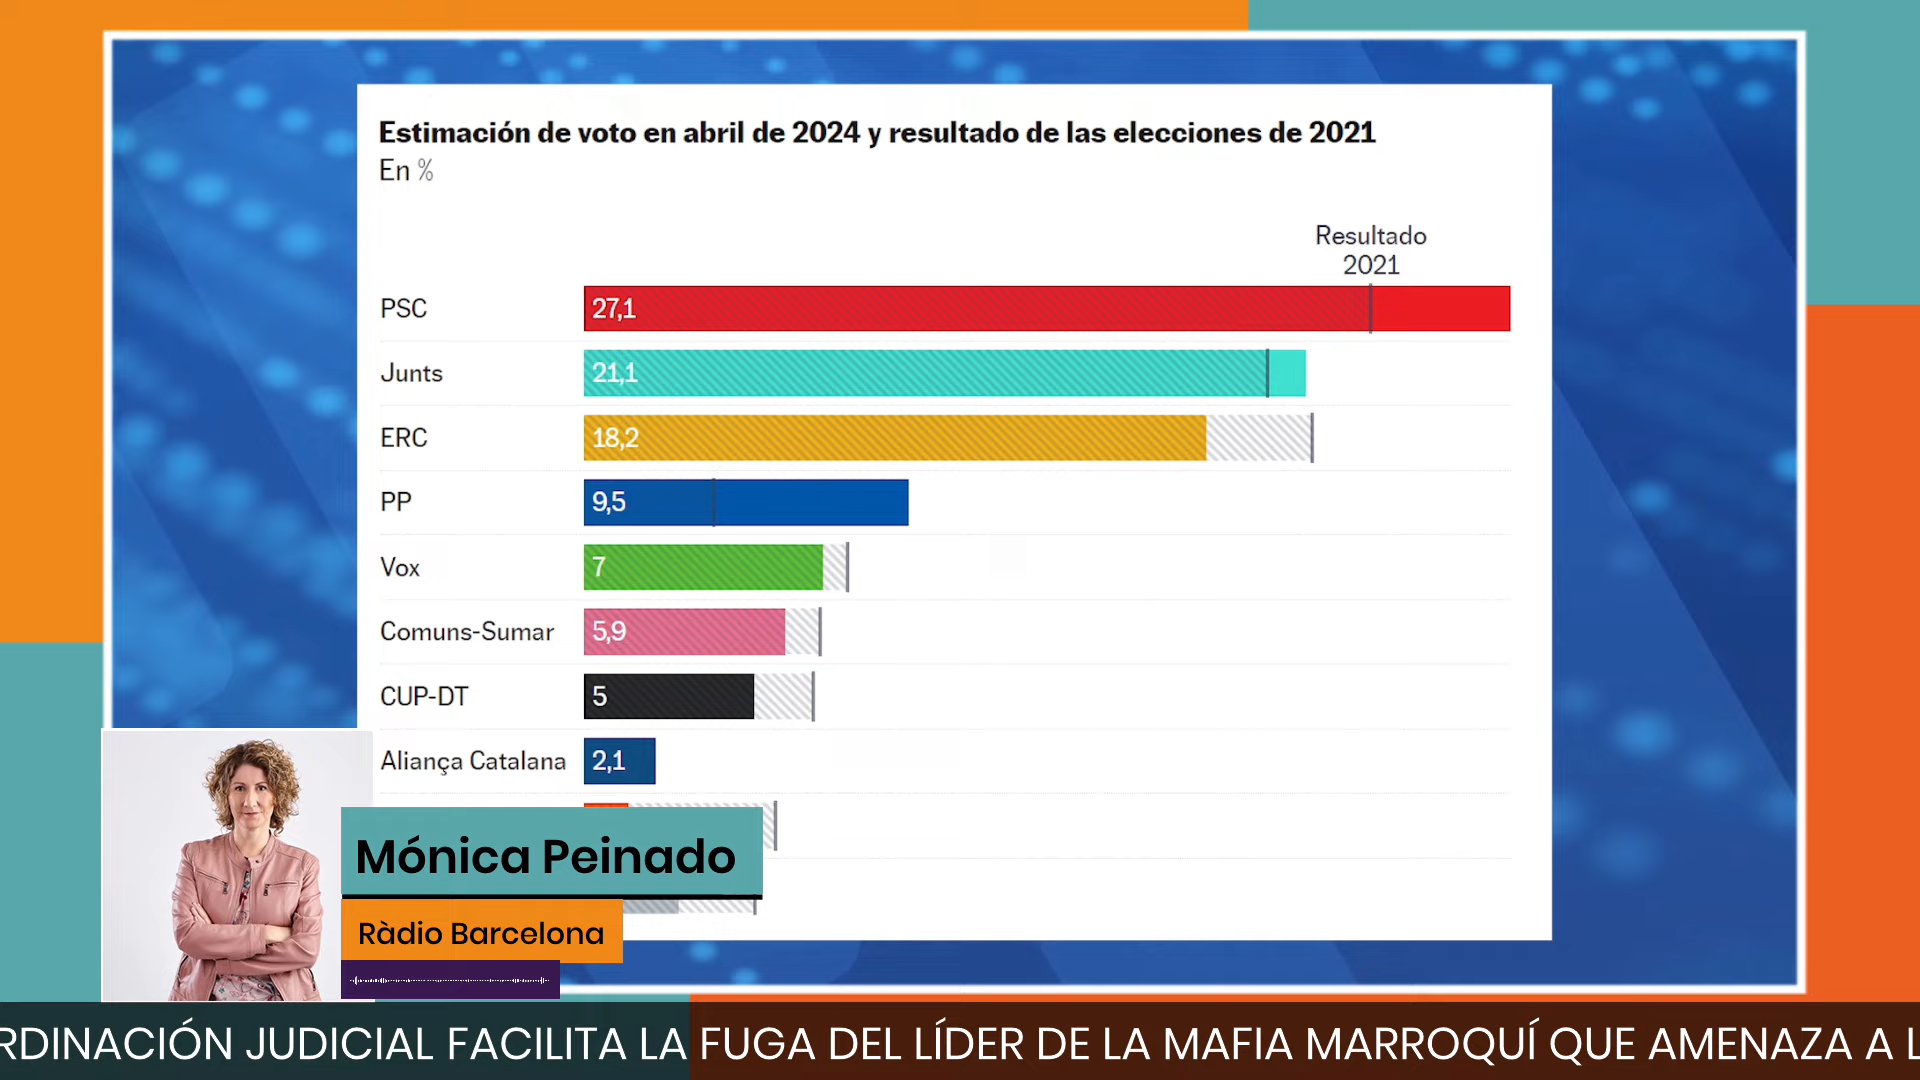 Estimación de voto en abril de 2024 y resultado de las elecciones de 2021
En %
Resultado
2021
PSC 27,1
Junts 21,1
ERC 18,2
PP 9,5
Vox 7
Comuns-Sumar 5,9
CUP-DT 5
Aliança Catalana 2,1
Mónica Peinado
Ràdio Barcelona
RDINACIÓN JUDICIAL FACILITA LA FUGA DEL LÍDER DE LA MAFIA MARROQUÍ QUE AMENAZA A L